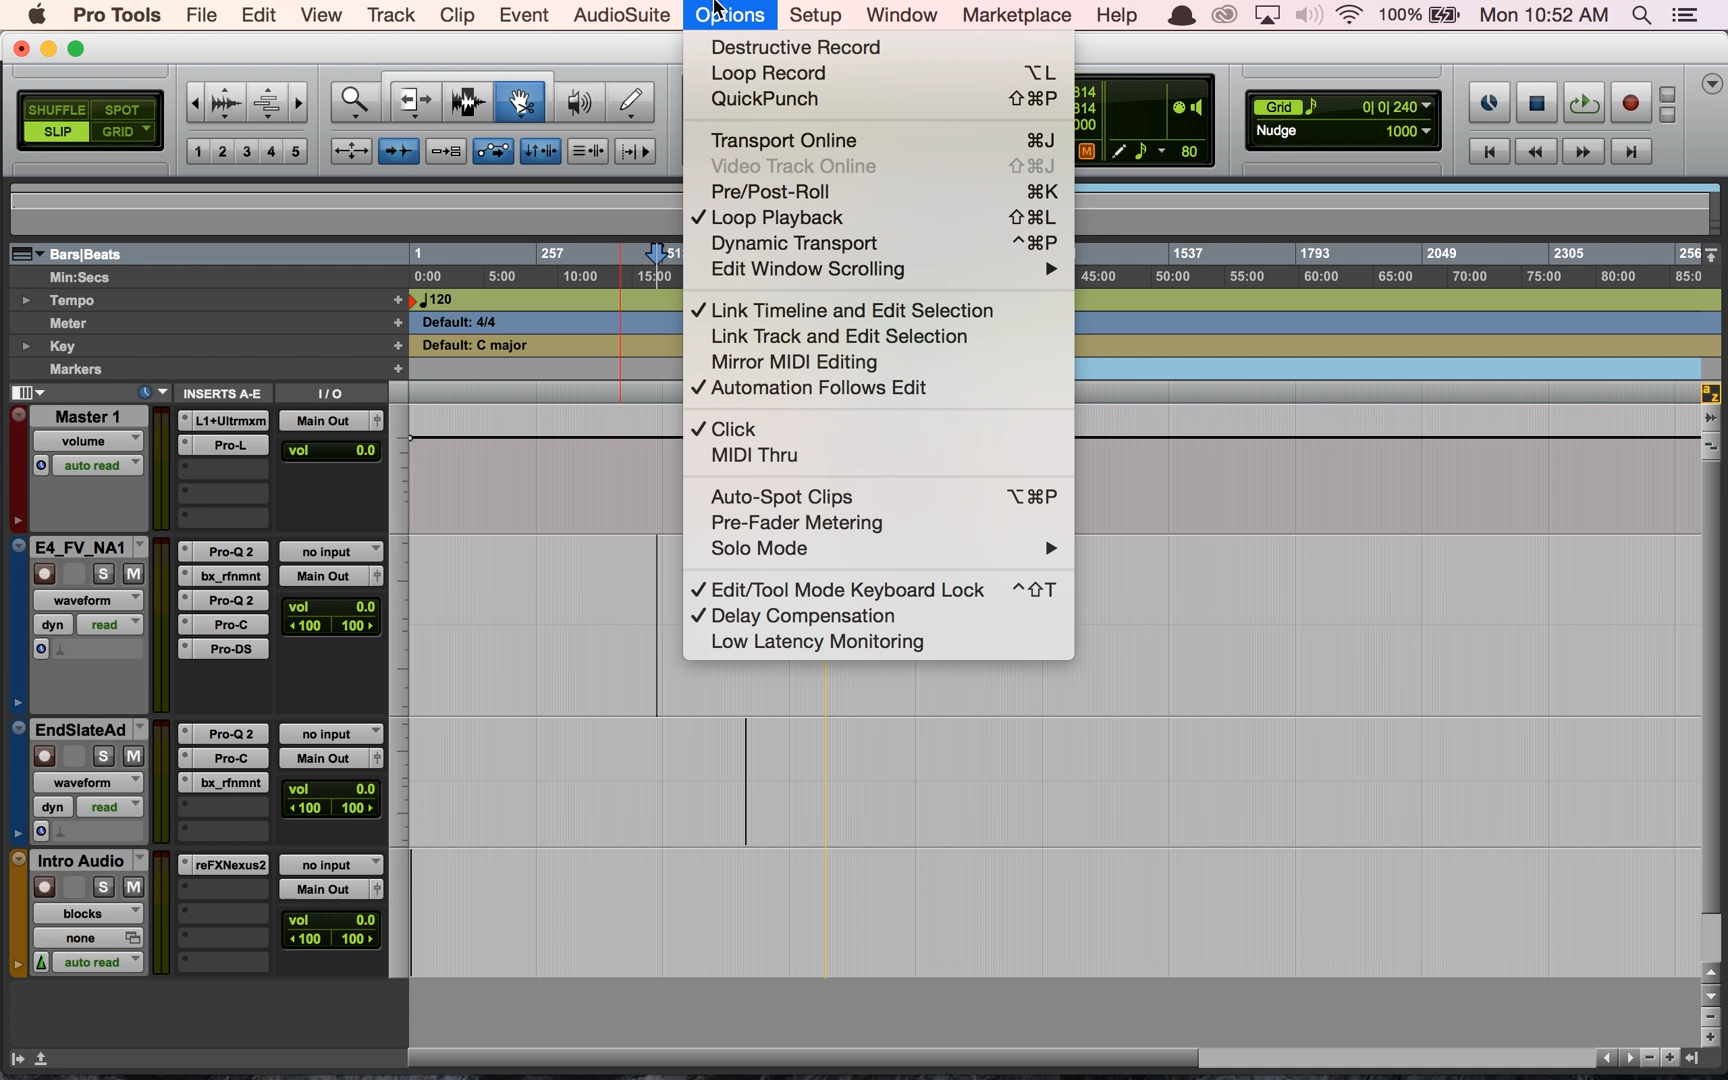 Pro Tools File Edit View Track Clip Event AudioSuite Options Setup Window Marketplace Help 100% Mon 10:52 AM
SHUFFLE SPOT
SLIP GRID
1 2 3 4 5
Destructive Record
Loop Record ⌥L
QuickPunch ⇧⌘P
Transport Online ⌘J
Video Track Online ⇧⌘J
Pre/Post-Roll ⌘K
✓ Loop Playback ⇧⌘L
Dynamic Transport ^⌘P
Edit Window Scrolling ▶
✓ Link Timeline and Edit Selection
Link Track and Edit Selection
Mirror MIDI Editing
✓ Automation Follows Edit
✓ Click
MIDI Thru
Auto-Spot Clips ⌥⌘P
Pre-Fader Metering
Solo Mode ▶
✓ Edit/Tool Mode Keyboard Lock ^⇧T
✓ Delay Compensation
Low Latency Monitoring
314
314
000
M 80
Grid 0| 0| 240
Nudge 1000
Bars|Beats 1 257 51 1537 1793 2049 2305 256
Min:Secs 0:00 5:00 10:00 15:00 45:00 50:00 55:00 60:00 65:00 70:00 75:00 80:00 85:0
Tempo + 120
Meter + Default: 4/4
Key + Default: C major
Markers +
INSERTS A-E I / O
a z
Master 1 L1+Ultrmxm Main Out
volume Pro-L vol 0.0
auto read
E4_FV_NA1 Pro-Q 2 no input
S M bx_rfnmnt Main Out
waveform Pro-Q 2 vol 0.0
dyn read Pro-C 100 100
Pro-DS
EndSlateAd Pro-Q 2 no input
S M Pro-C Main Out
waveform bx_rfnmnt vol 0.0
dyn read 100 100
Intro Audio reFXNexus2 no input
S M Main Out
blocks vol 0.0
none 100 100
auto read